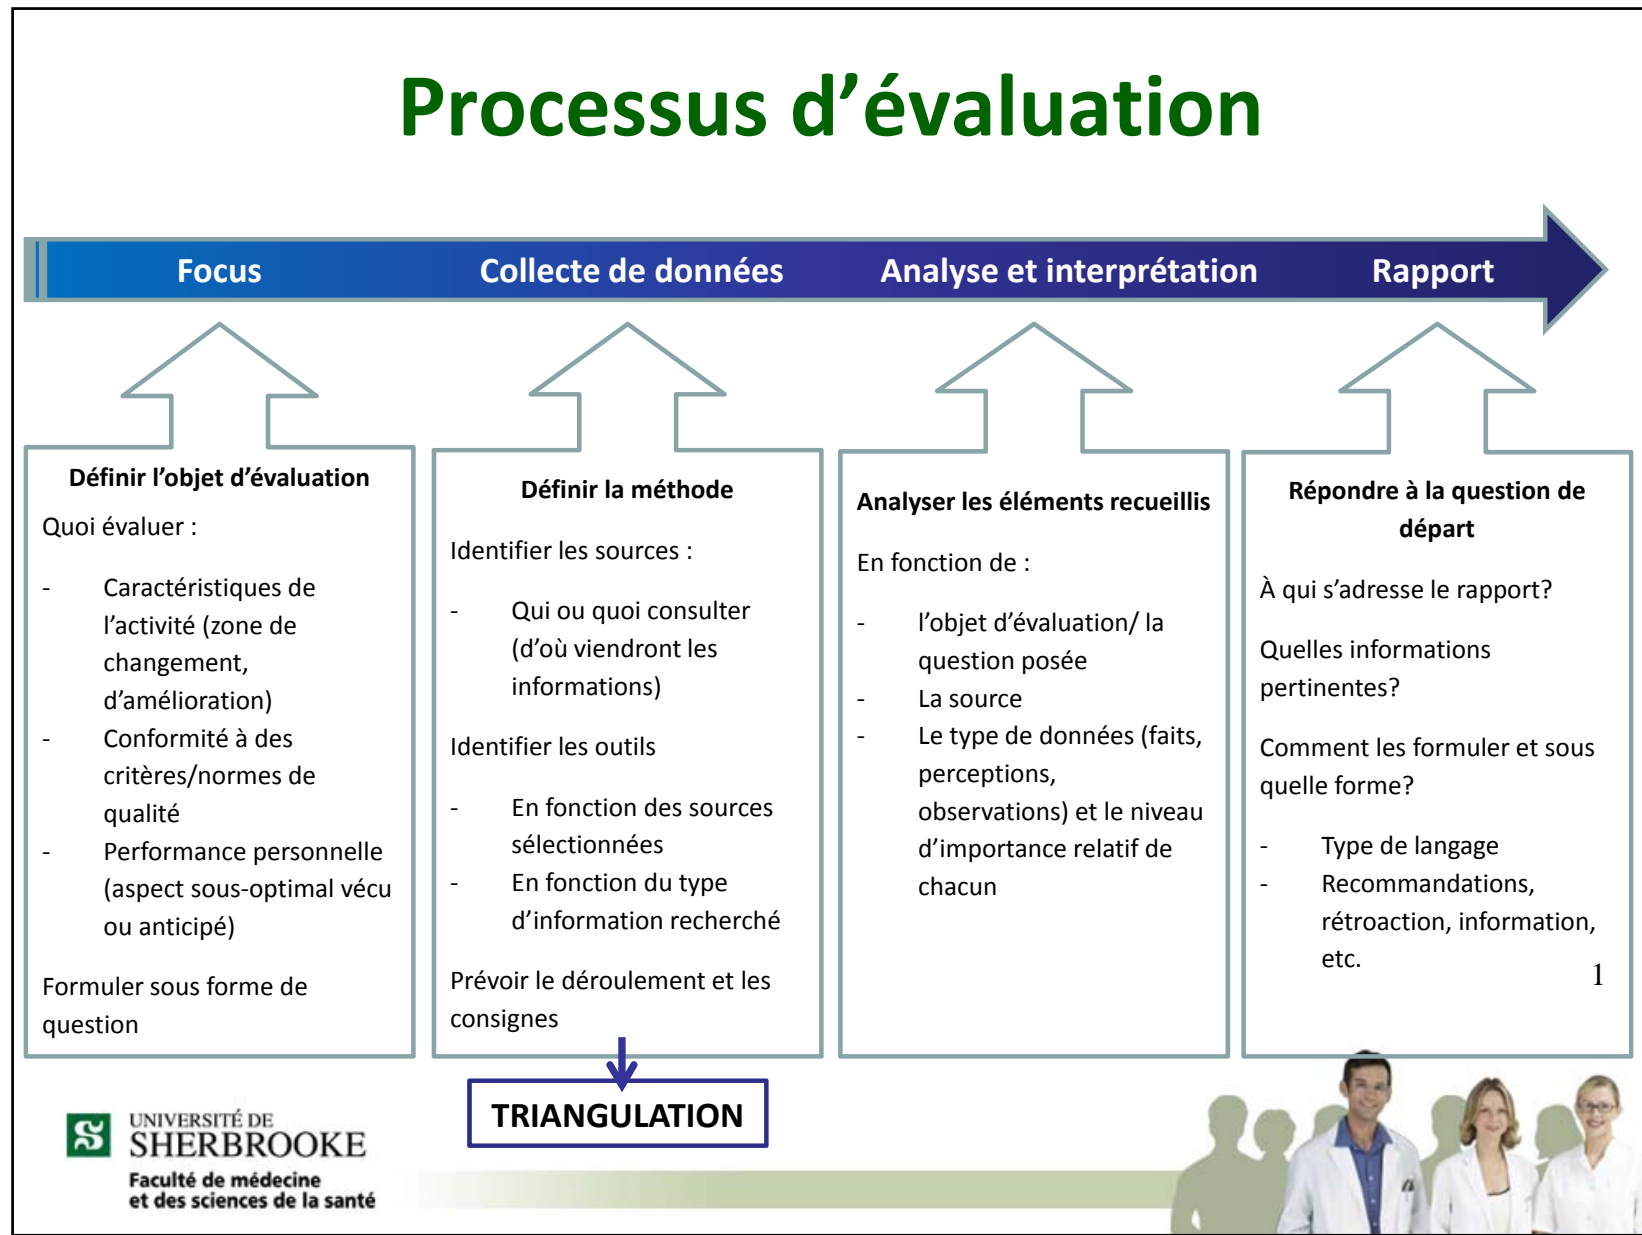 Processus d’évaluation
Focus
Collecte de données
Analyse et interprétation
Rapport
Définir l’objet d’évaluation
Quoi évaluer :
- Caractéristiques de
l’activité (zone de
changement,
d’amélioration)
- Conformité à des
critères/normes de
qualité
- Performance personnelle
(aspect sous-optimal vécu
ou anticipé)
Formuler sous forme de
question
Définir la méthode
Identifier les sources :
- Qui ou quoi consulter
(d’où viendront les
informations)
Identifier les outils
- En fonction des sources
sélectionnées
- En fonction du type
d’information recherché
Prévoir le déroulement et les
consignes
TRIANGULATION
Analyser les éléments recueillis
En fonction de :
- l’objet d’évaluation/ la
question posée
- La source
- Le type de données (faits,
perceptions,
observations) et le niveau
d’importance relatif de
chacun
Répondre à la question de
départ
À qui s’adresse le rapport?
Quelles informations
pertinentes?
Comment les formuler et sous
quelle forme?
- Type de langage
- Recommandations,
rétroaction, information,
etc.
1
UNIVERSITÉ DE
SHERBROOKE
Faculté de médecine
et des sciences de la santé